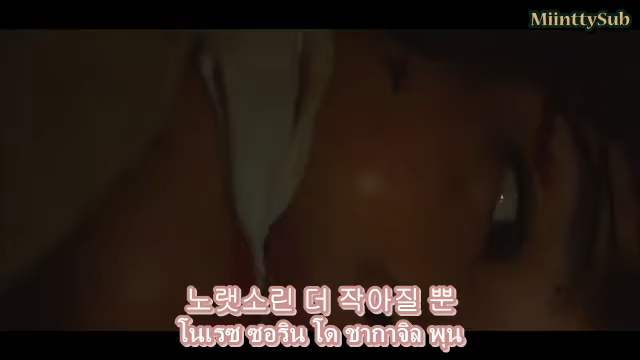 MiinttySub
노랫소린 더 작아질 뿐
โนเรซ ซอริน โด ชากาจิล พุน